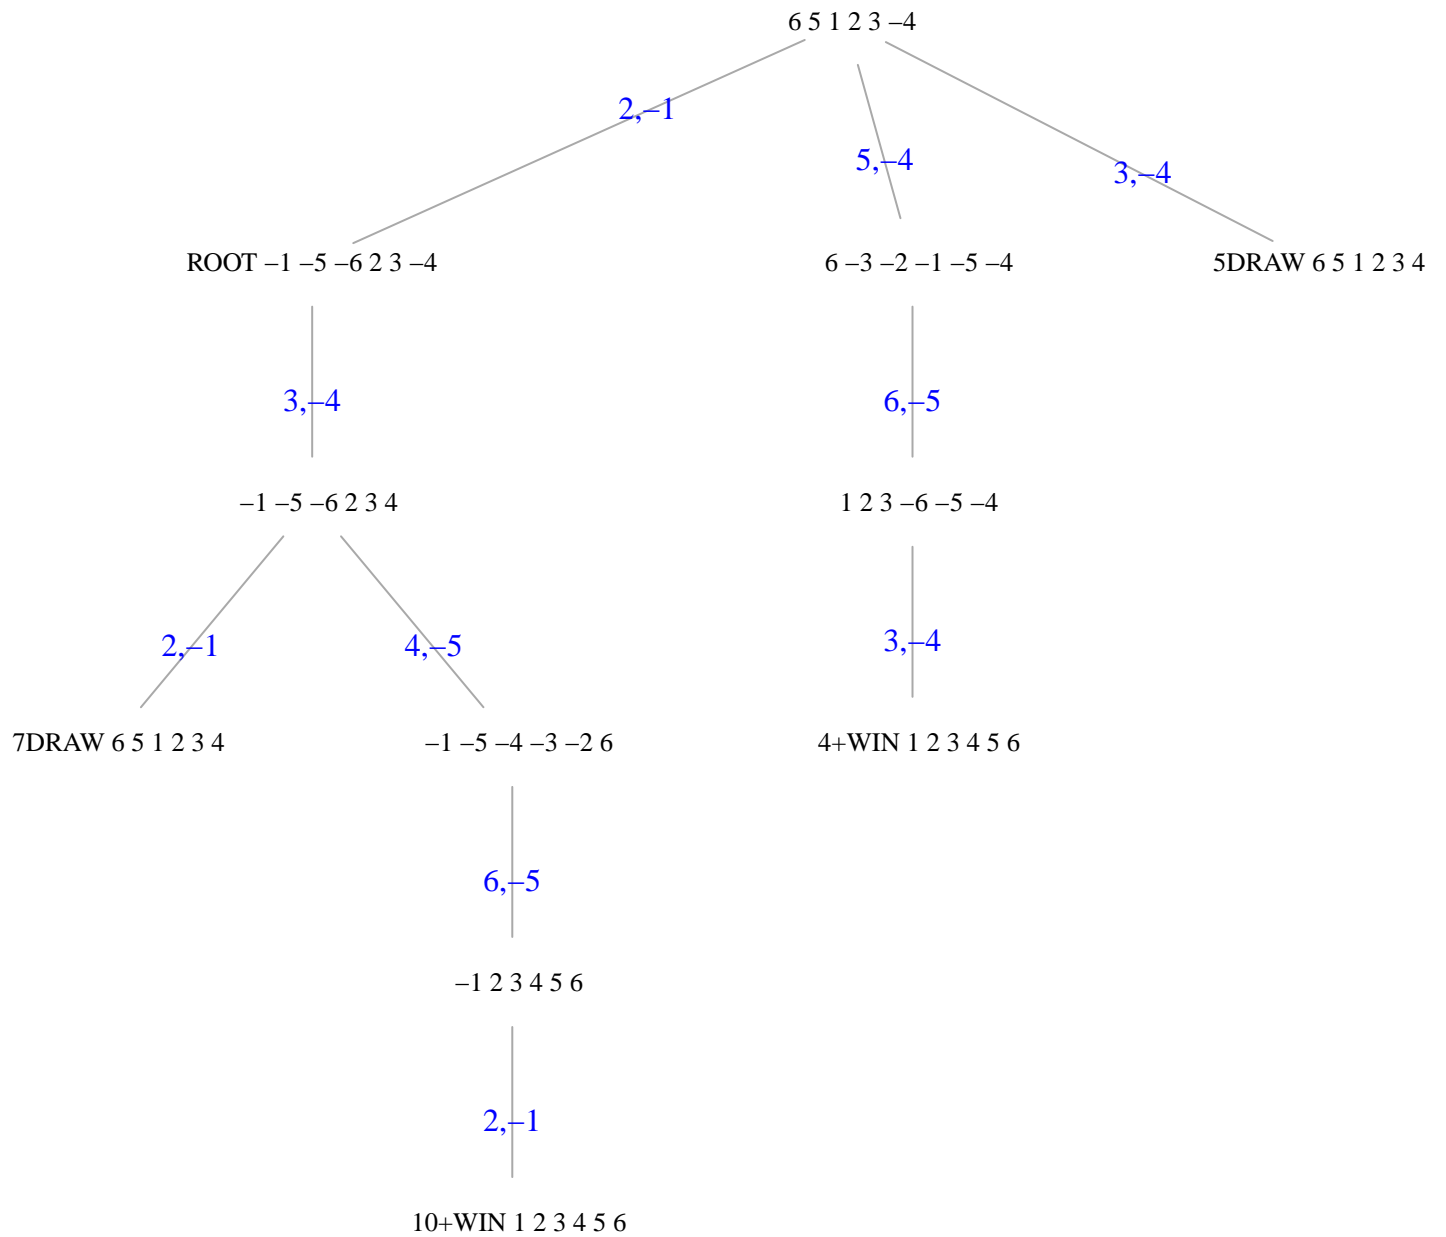 6 5 1 2 3 –4
2,–1
5,–4
3,–4
ROOT –1 –5 –6 2 3 –4
6 –3 –2 –1 –5 –4
5DRAW 6 5 1 2 3 4
3,–4
6,–5
–1 –5 –6 2 3 4
1 2 3 –6 –5 –4
2,–1
4,–5
3,–4
7DRAW 6 5 1 2 3 4
–1 –5 –4 –3 –2 6
4+WIN 1 2 3 4 5 6
6,–5
–1 2 3 4 5 6
2,–1
10+WIN 1 2 3 4 5 6